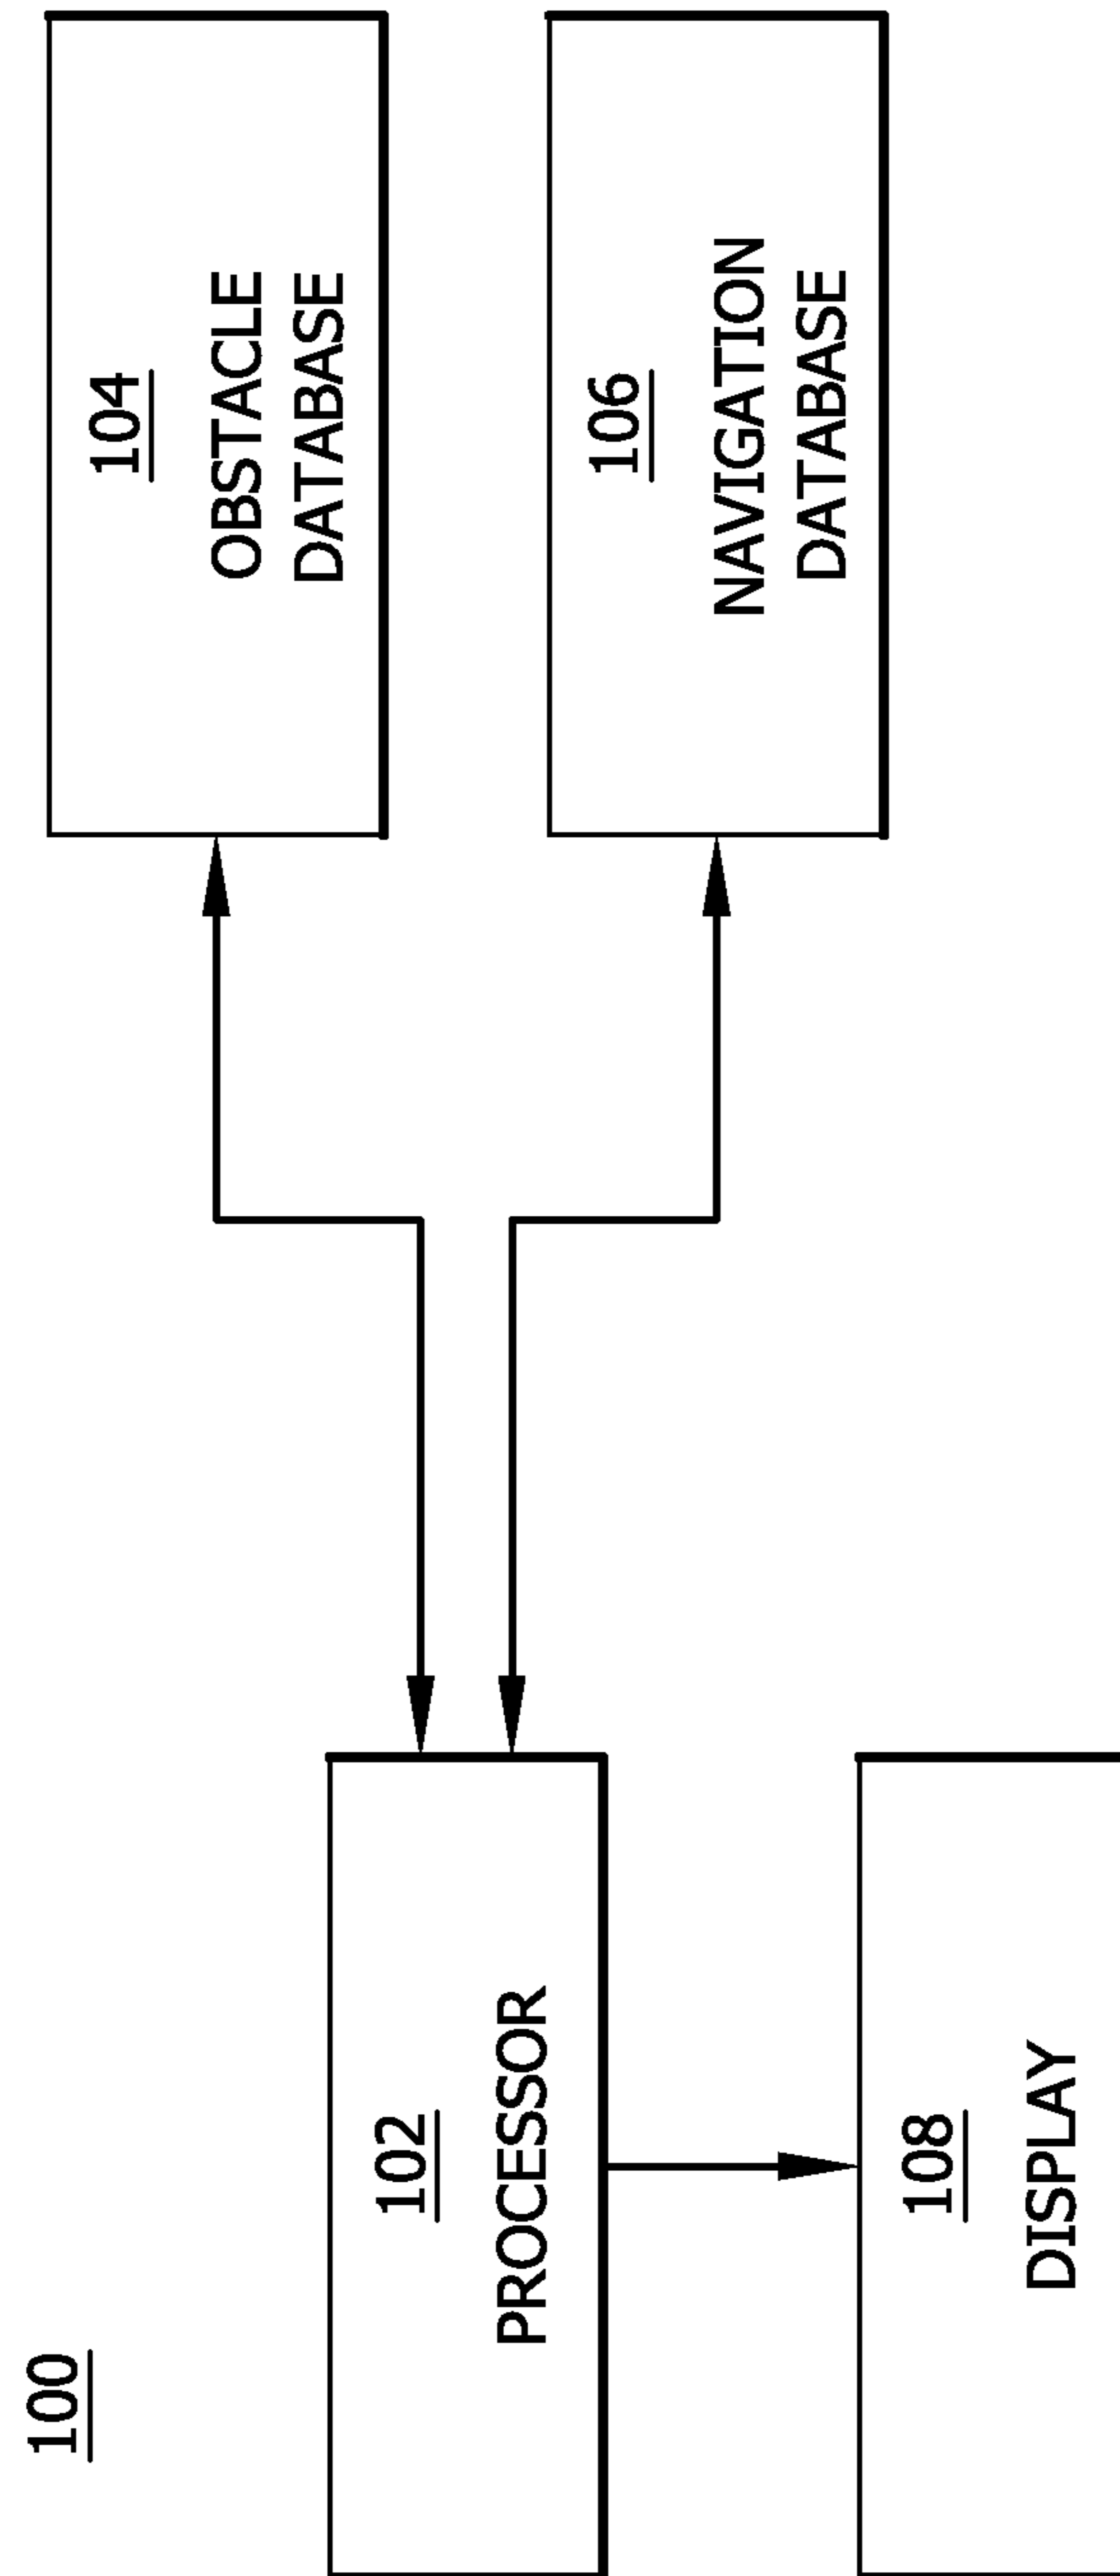 100
102
PROCESSOR
104
OBSTACLE
DATABASE
106
NAVIGATION
DATABASE
108
DISPLAY